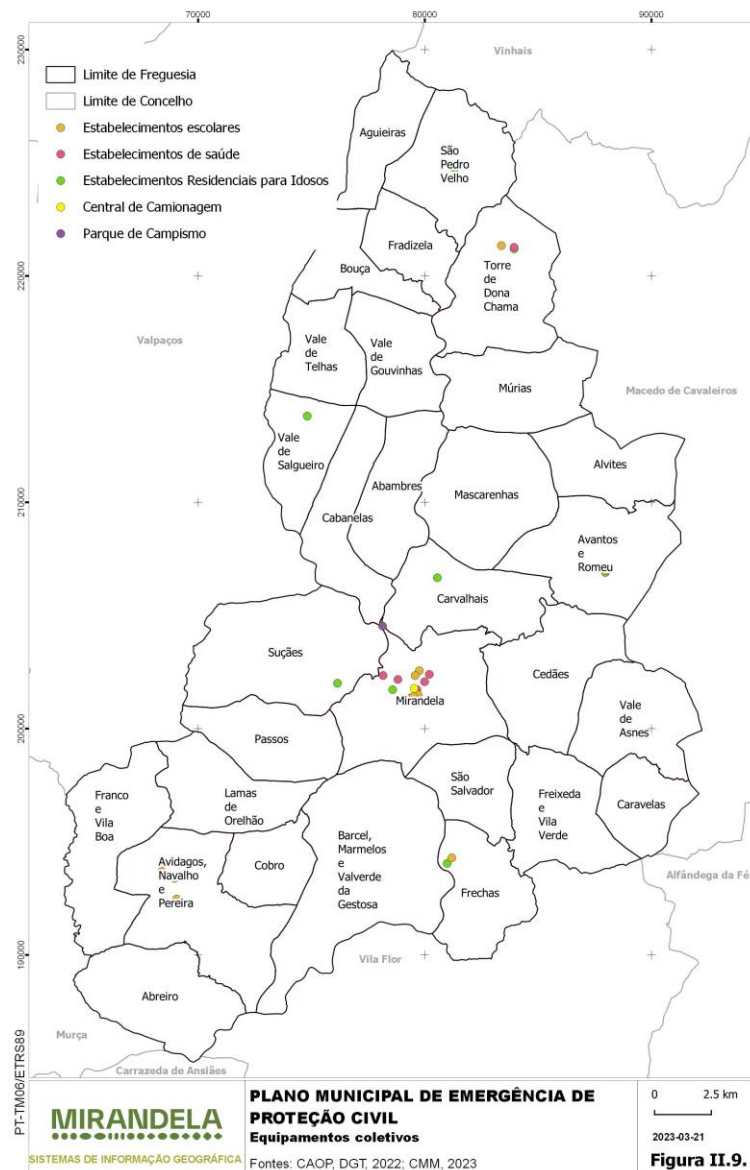 70000
80000
90000
230000
220000
210000
200000
190000
Vinhais
Limite de Freguesia
Limite de Concelho
Estabelecimentos escolares
Estabelecimentos de saúde
Estabelecimentos Residenciais para Idosos
Central de Camionagem
Parque de Campismo
Aguieiras
São
Pedro
Velho
Fradizela
Bouça
Torre
de
Dona
Chama
Valpaços
Vale
de
Telhas
Vale
de
Gouvinhas
Múrias
Macedo de Cavaleiros
Vale
de
Salgueiro
Abambres
Cabanelas
Mascarenhas
Alvites
Avantos
e
Romeu
Carvalhais
Suçães
Mirandela
Cedães
Vale
de
Asnes
Passos
Franco
e
Vila
Boa
Lamas
de
Orelhão
São
Salvador
Freixeda
e
Vila
Verde
Caravelas
Avidagos,
Navalho
e
Pereira
Cobro
Barcel,
Marmelos
e
Valverde
da
Gestosa
Frechas
Alfândega da Fé
Vila Flor
Abreiro
Murça
Carrazeda de Ansiães
PT-TM06/ETRS89
MIRANDELA
SISTEMAS DE INFORMAÇÃO GEOGRÁFICA
PLANO MUNICIPAL DE EMERGÊNCIA DE
PROTEÇÃO CIVIL
Equipamentos coletivos
Fontes: CAOP, DGT, 2022; CMM, 2023
0 2.5 km
2023-03-21
Figura II.9.